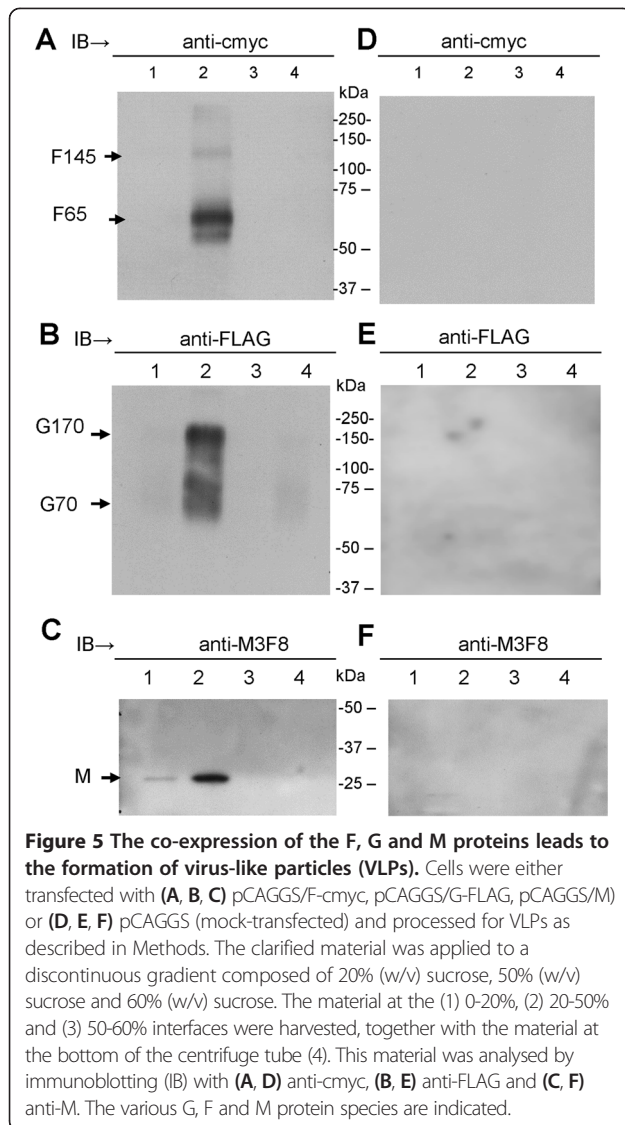 A IB→ anti-cmyc D anti-cmyc
1 2 3 4 1 2 3 4
kDa
-250-
-150-
F145
-100-
-75 –
F65
-50 –
-37 –
B IB→ anti-FLAG E anti-FLAG
1 2 3 4 1 2 3 4
kDa
G170
-250-
-150-
-100-
-75 –
G70
-50 –
-37 –
C IB→ anti-M3F8 F anti-M3F8
1 2 3 4 kDa 1 2 3 4
-50 –
-37 –
M
-25 –
Figure 5 The co-expression of the F, G and M proteins leads to
the formation of virus-like particles (VLPs). Cells were either
transfected with (A, B, C) pCAGGS/F-cmyc, pCAGGS/G-FLAG, pCAGGS/M)
or (D, E, F) pCAGGS (mock-transfected) and processed for VLPs as
described in Methods. The clarified material was applied to a
discontinuous gradient composed of 20% (w/v) sucrose, 50% (w/v)
sucrose and 60% (w/v) sucrose. The material at the (1) 0-20%, (2) 20-50%
and (3) 50-60% interfaces were harvested, together with the material at
the bottom of the centrifuge tube (4). This material was analysed by
immunoblotting (IB) with (A, D) anti-cmyc, (B, E) anti-FLAG and (C, F)
anti-M. The various G, F and M protein species are indicated.